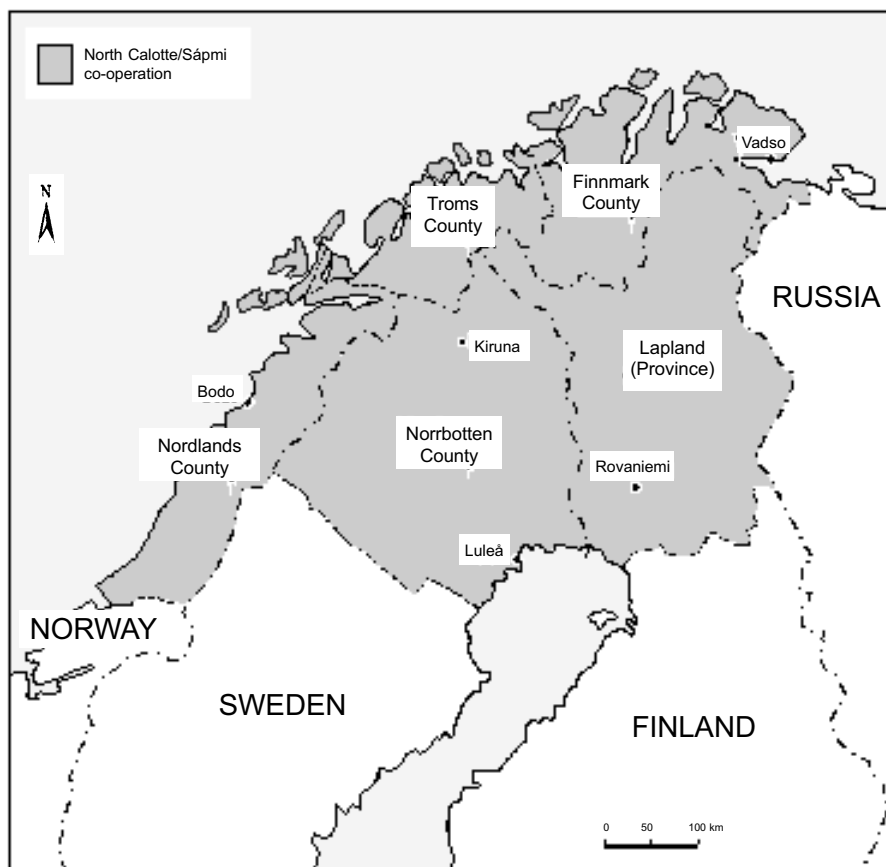 North Calotte/Sápmi
co-operation
N
Vadso
Finnmark
County
Troms
County
RUSSIA
Kiruna
Lapland
(Province)
Bodo
Nordlands
County
Norrbotten
County
Rovaniemi
Luleå
NORWAY
SWEDEN
FINLAND
0 50 100 km